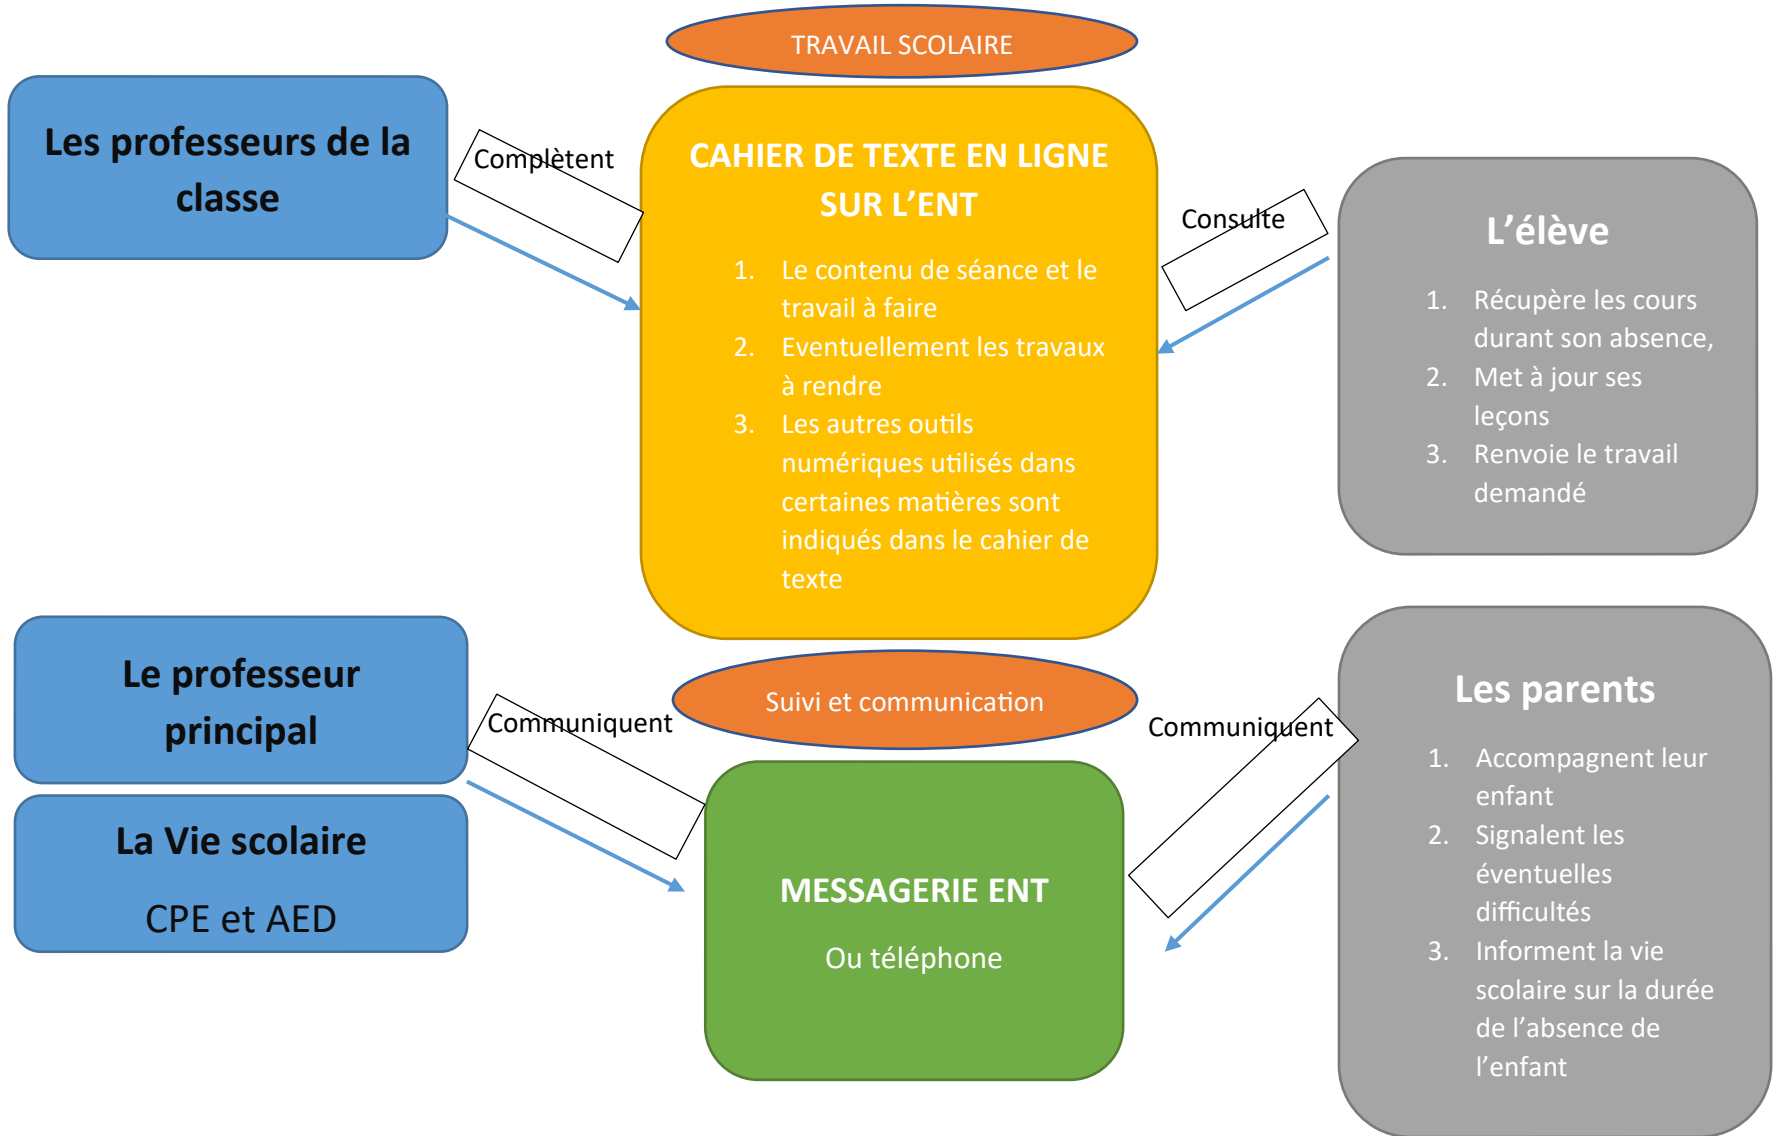 TRAVAIL SCOLAIRE
Les professeurs de la
classe
Complètent
CAHIER DE TEXTE EN LIGNE
SUR L’ENT
1. Le contenu de séance et le
travail à faire
2. Eventuellement les travaux
à rendre
3. Les autres outils
numériques utilisés dans
certaines matières sont
indiqués dans le cahier de
texte
Consulte
L’élève
1. Récupère les cours
durant son absence,
2. Met à jour ses
leçons
3. Renvoie le travail
demandé
Le professeur
principal
La Vie scolaire
CPE et AED
Communiquent
Suivi et communication
MESSAGERIE ENT
Ou téléphone
Communiquent
Les parents
1. Accompagnent leur
enfant
2. Signalent les
éventuelles
difficultés
3. Informent la vie
scolaire sur la durée
de l’absence de
l’enfant